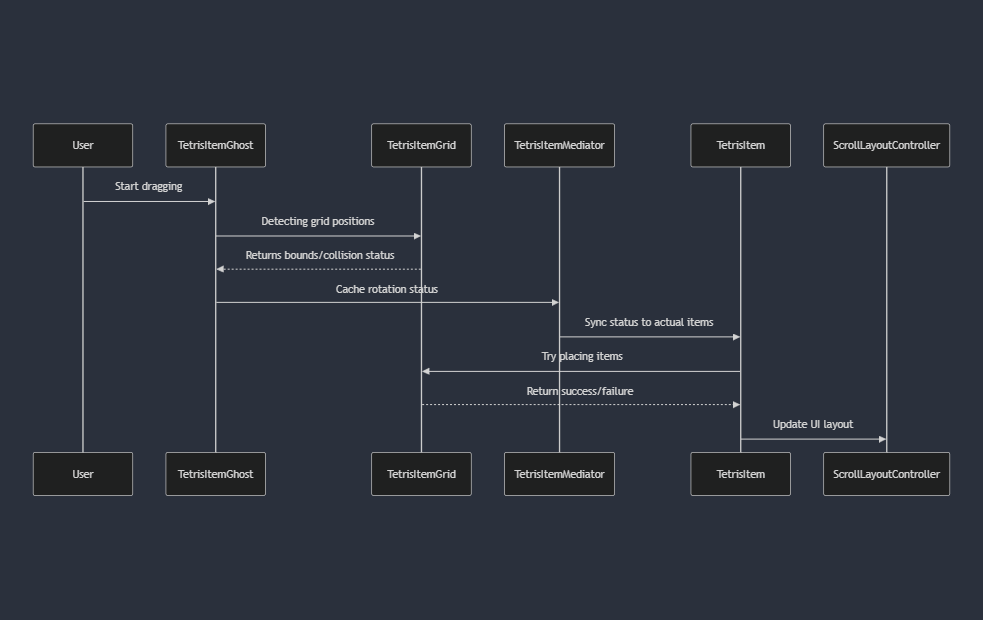 User
TetrisItemGhost
TetrisItemGrid
TetrisItemMediator
TetrisItem
ScrollLayoutController
Start dragging
Detecting grid positions
Returns bounds/collision status
Cache rotation status
Sync status to actual items
Try placing items
Return success/failure
Update UI layout
User
TetrisItemGhost
TetrisItemGrid
TetrisItemMediator
TetrisItem
ScrollLayoutController